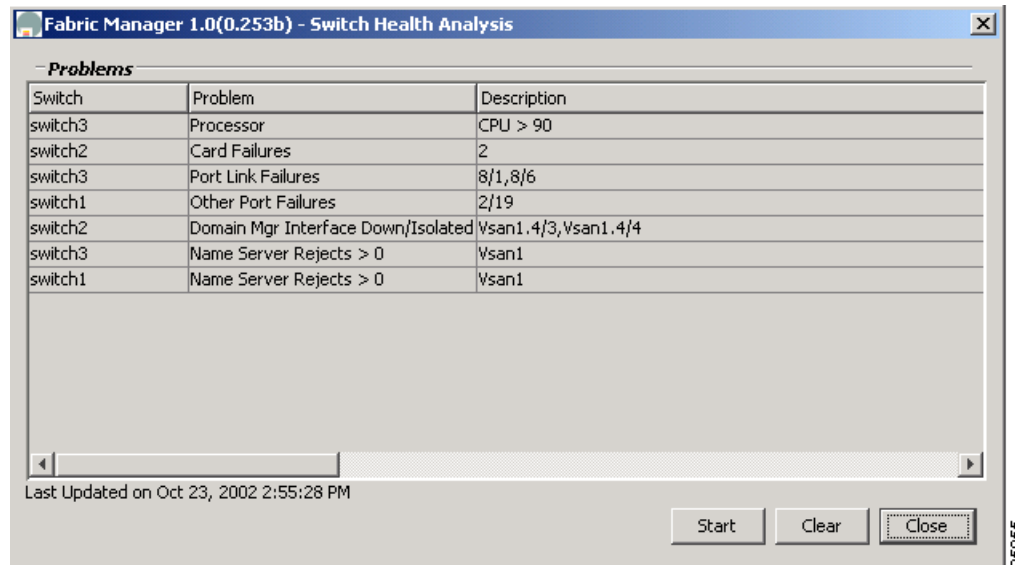 Fabric Manager 1.0(0.253b) - Switch Health Analysis
Problems
Switch Problem Description
switch3 Processor CPU > 90
switch2 Card Failures 2
switch3 Port Link Failures 8/1,8/6
switch1 Other Port Failures 2/19
switch2 Domain Mgr Interface Down/Isolated Vsan1.4/3,Vsan1.4/4
switch3 Name Server Rejects > 0 Vsan1
switch1 Name Server Rejects > 0 Vsan1
Last Updated on Oct 23, 2002 2:55:28 PM
Start Clear Close